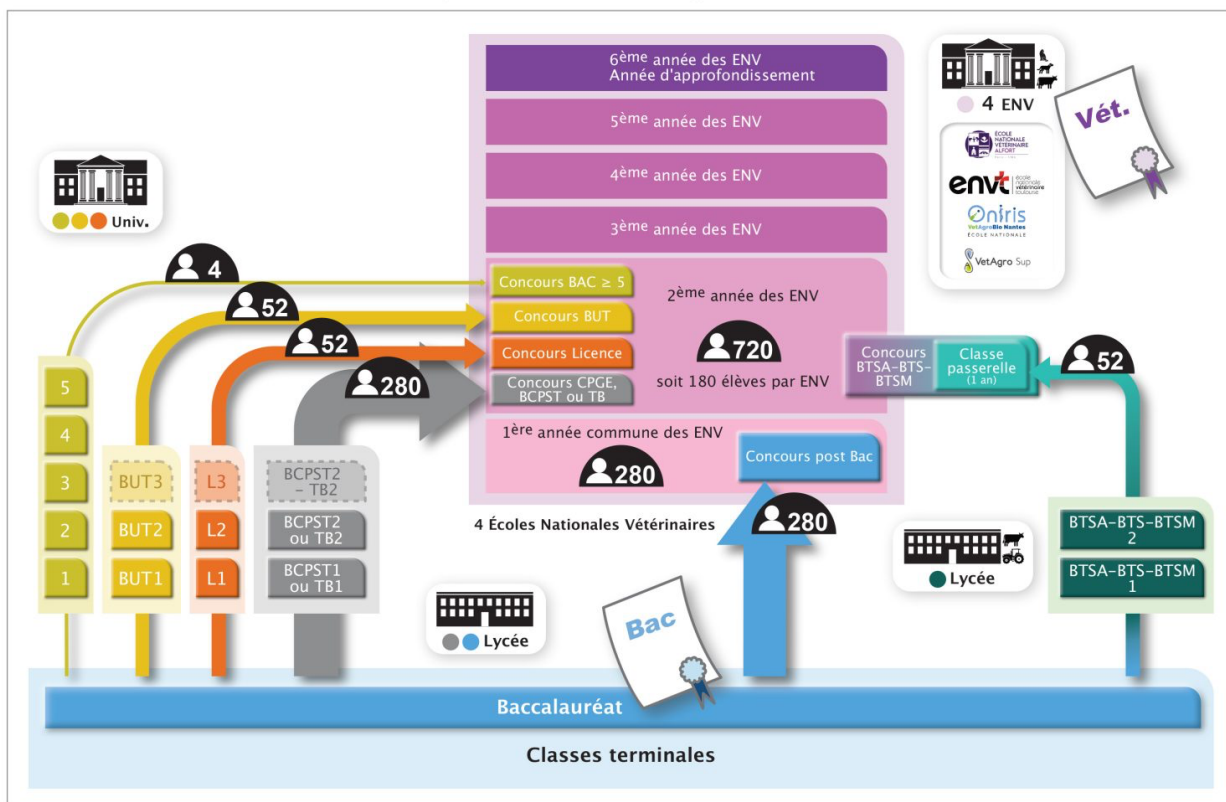 6ème année des ENV
Année d'approfondissement
5ème année des ENV
4ème année des ENV
3ème année des ENV
4 ENV
ÉCOLE
NATIONALE
VÉTÉRINAIRE
ALFORT
envt
école
nationale
vétérinaire
toulouse
Oniris
VetAgroBio Nantes
ÉCOLE NATIONALE
VetAgro Sup
Vét.
Univ.
4
52
52
280
Concours BAC ≥ 5
Concours BUT
Concours Licence
Concours CPGE,
BCPST ou TB
2ème année des ENV
720
soit 180 élèves par ENV
Concours
BTSA-BTS-
BTSM
Classe
passerelle
(1 an)
52
1ère année commune des ENV
280
Concours post Bac
4 Écoles Nationales Vétérinaires
280
5
4
3
2
1
BUT3
BUT2
BUT1
L3
L2
L1
BCPST2
- TB2
BCPST2
ou TB2
BCPST1
ou TB1
Lycée
Bac
Lycée
BTSA-BTS-BTSM
2
BTSA-BTS-BTSM
1
Baccalauréat
Classes terminales